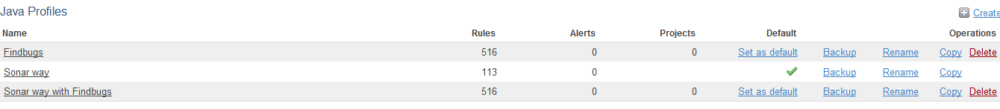 Java Profiles Create
Name Rules Alerts Projects Default Operations
Findbugs 516 0 0 Set as default Backup Rename Copy Delete
Sonar way 113 0 Backup Rename Copy
Sonar way with Findbugs 516 0 0 Set as default Backup Rename Copy Delete